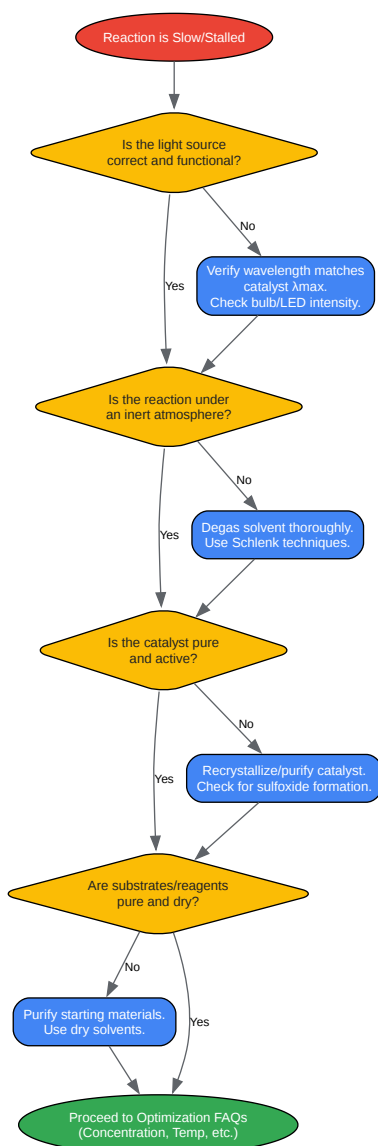 Reaction is Slow/Stalled
Is the light source
correct and functional?
No
Verify wavelength matches
catalyst λmax.
Check bulb/LED intensity.
Yes
Is the reaction under
an inert atmosphere?
No
Degas solvent thoroughly.
Use Schlenk techniques.
Yes
Is the catalyst pure
and active?
No
Recrystallize/purify catalyst.
Check for sulfoxide formation.
Yes
Are substrates/reagents
pure and dry?
No
Purify starting materials.
Use dry solvents.
Yes
Proceed to Optimization FAQs
(Concentration, Temp, etc.)